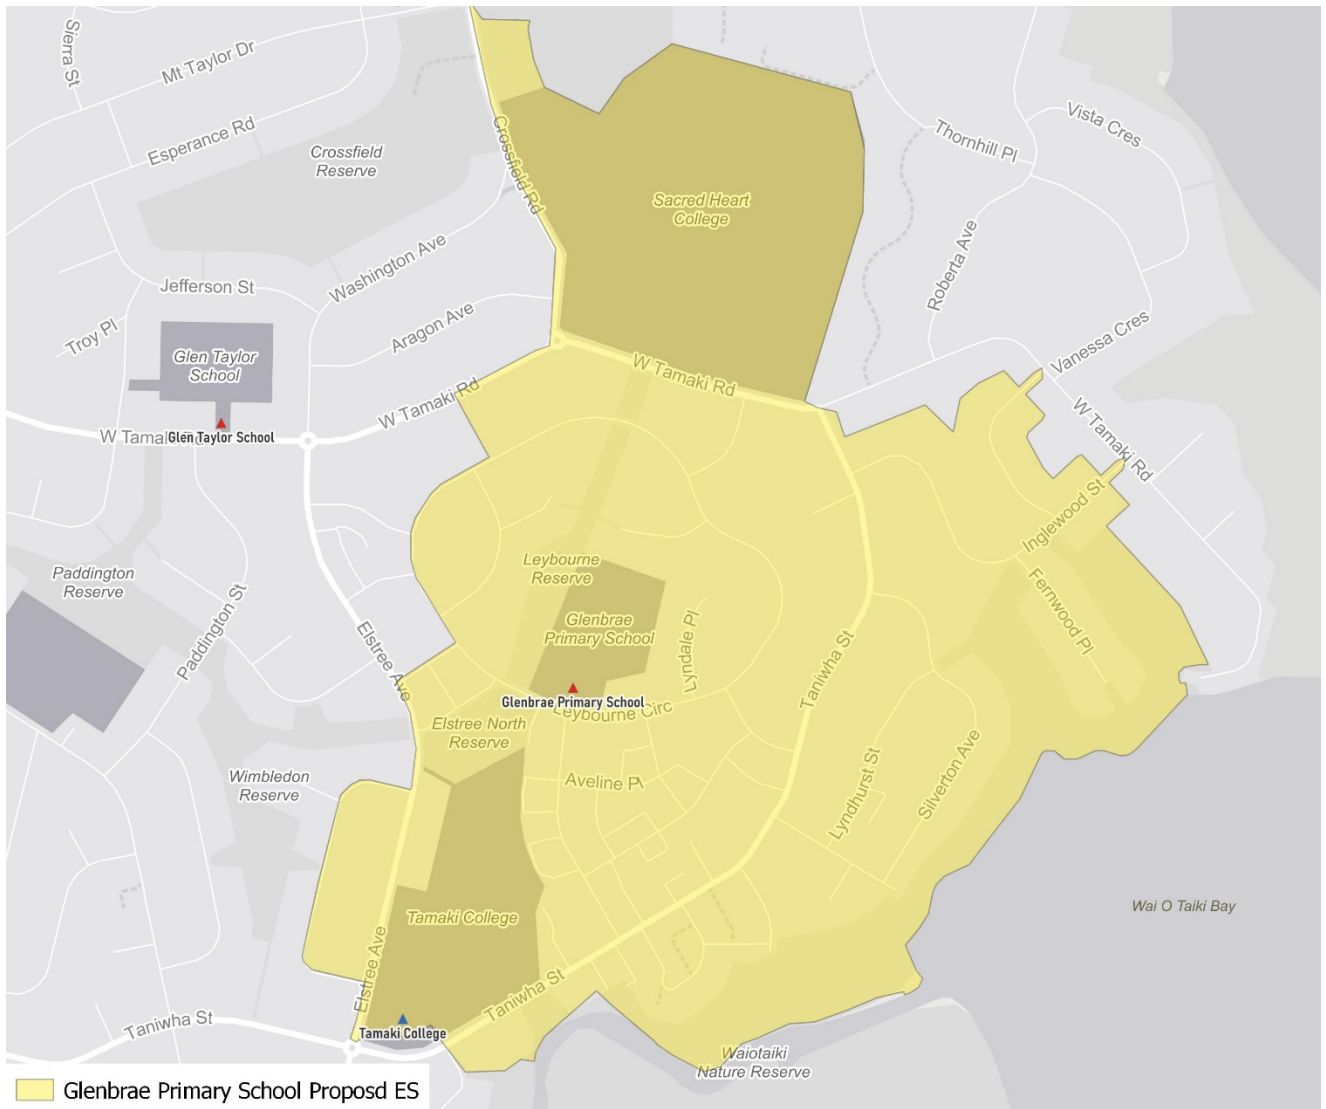 Sierra St
Mt Taylor Dr
Esperance Rd
Crossfield
Reserve
Crossfield Rd
Sacred Heart
College
Thornhill Pl
Vista Cres
Washington Ave
Jefferson St
Roberta Ave
Troy Pl
Aragon Ave
Vanessa Cres
Glen Taylor
School
W Tamaki Rd
W Tamaki Rd
W Tamaki Rd
W Tama
Glen Taylor School
Inglewood St
Leybourne
Reserve
Paddington
Reserve
Paddington St
Fernwood Pl
Glenbrae
Primary School
Lyndale Pl
Elstree Ave
Taniwha St
Glenbrae Primary School
Leybourne Circ
Elstree North
Reserve
Wimbledon
Reserve
Aveline Pl
Lyndhurst St
Silverton Ave
Tamaki College
Wai O Taiki Bay
Elstree Ave
Taniwha St
Taniwha St
Tamaki College
Waiotaiki
Nature Reserve
Glenbrae Primary School Proposd ES